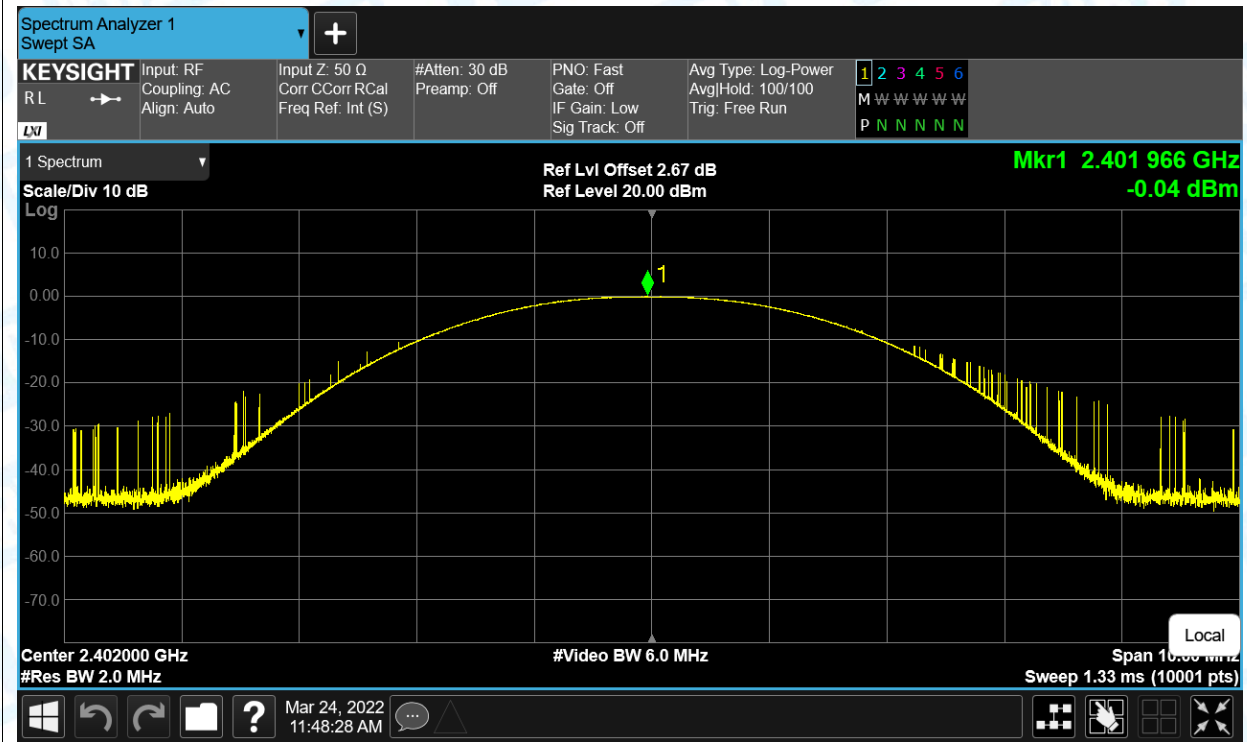 Spectrum Analyzer 1
Swept SA
KEYSIGHT
R L
LXI
Input: RF
Coupling: AC
Align: Auto
Input Z: 50 Ω
Corr CCorr RCal
Freq Ref: Int (S)
#Atten: 30 dB
Preamp: Off
PNO: Fast
Gate: Off
IF Gain: Low
Sig Track: Off
Avg Type: Log-Power
Avg|Hold: 100/100
Trig: Free Run
1 2 3 4 5 6
M W W W W W
P N N N N N
1 Spectrum
Scale/Div 10 dB
Log
Ref Lvl Offset 2.67 dB
Ref Level 20.00 dBm
Mkr1 2.401 966 GHz
-0.04 dBm
1
10.0
0.00
-10.0
-20.0
-30.0
-40.0
-50.0
-60.0
-70.0
Local
Center 2.402000 GHz
#Res BW 2.0 MHz
#Video BW 6.0 MHz
Span 10.00 MHz
Sweep 1.33 ms (10001 pts)
?
Mar 24, 2022
11:48:28 AM